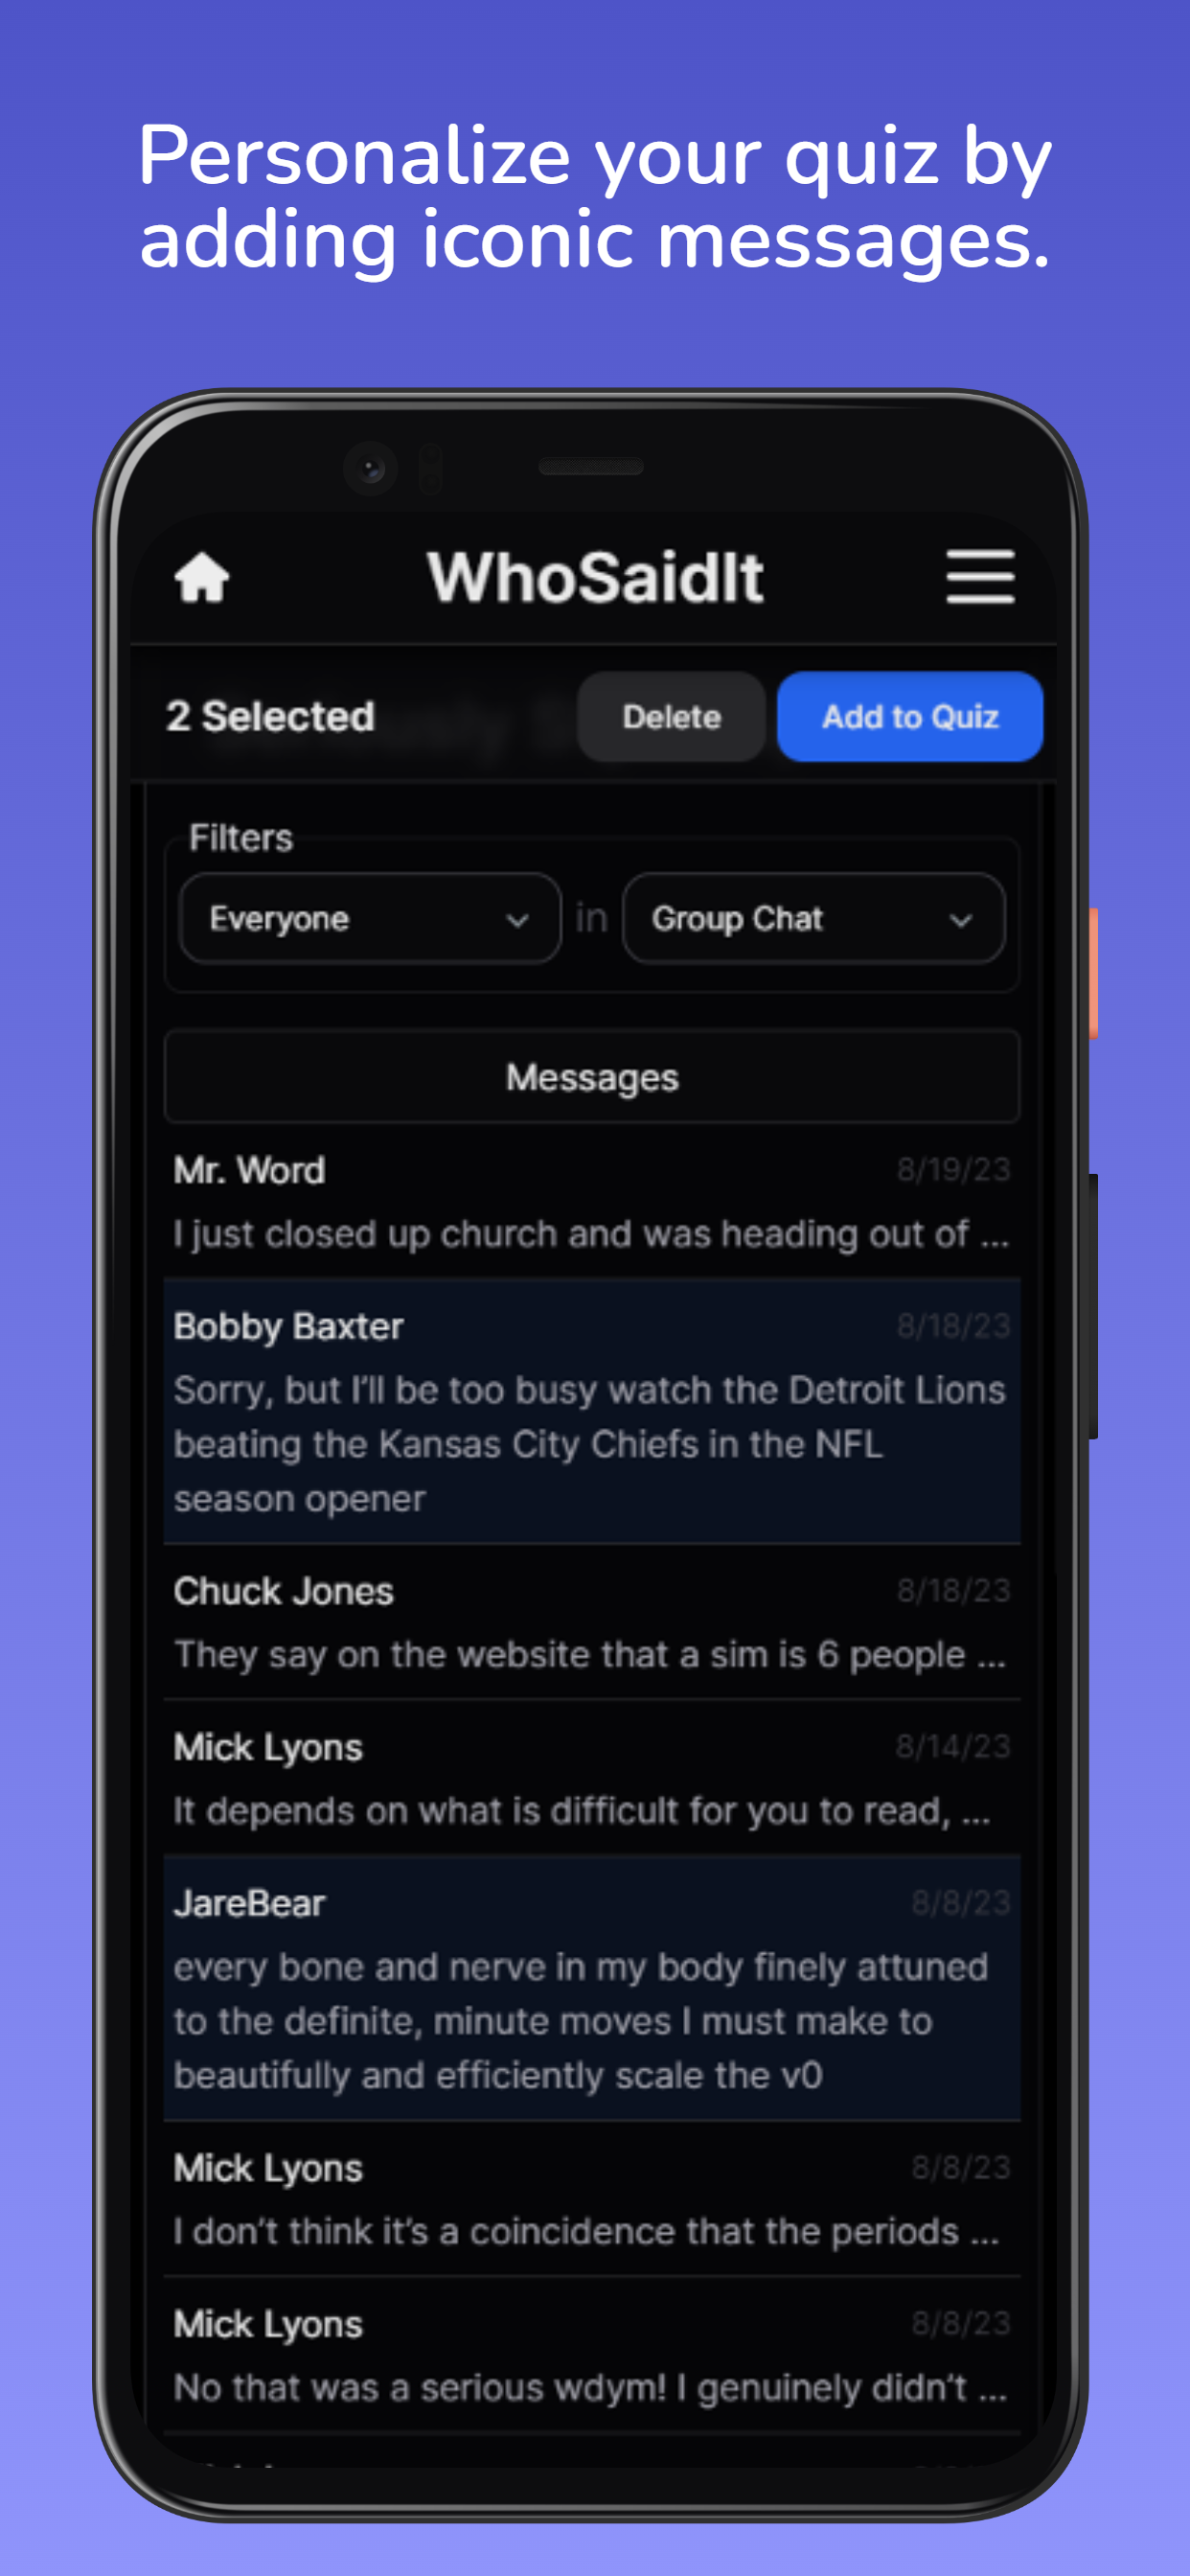 Personalize your quiz by
adding iconic messages.
WhoSaidIt
2 Selected
Delete
Add to Quiz
Filters
Everyone
in
Group Chat
Messages
Mr. Word
8/19/23
I just closed up church and was heading out of ...
Bobby Baxter
8/18/23
Sorry, but I'll be too busy watch the Detroit Lions
beating the Kansas City Chiefs in the NFL
season opener
Chuck Jones
8/18/23
They say on the website that a sim is 6 people ...
Mick Lyons
8/14/23
It depends on what is difficult for you to read, ...
JareBear
8/8/23
every bone and nerve in my body finely attuned
to the definite, minute moves I must make to
beautifully and efficiently scale the v0
Mick Lyons
8/8/23
I don't think it's a coincidence that the periods ...
Mick Lyons
8/8/23
No that was a serious wdym! I genuinely didn't ...